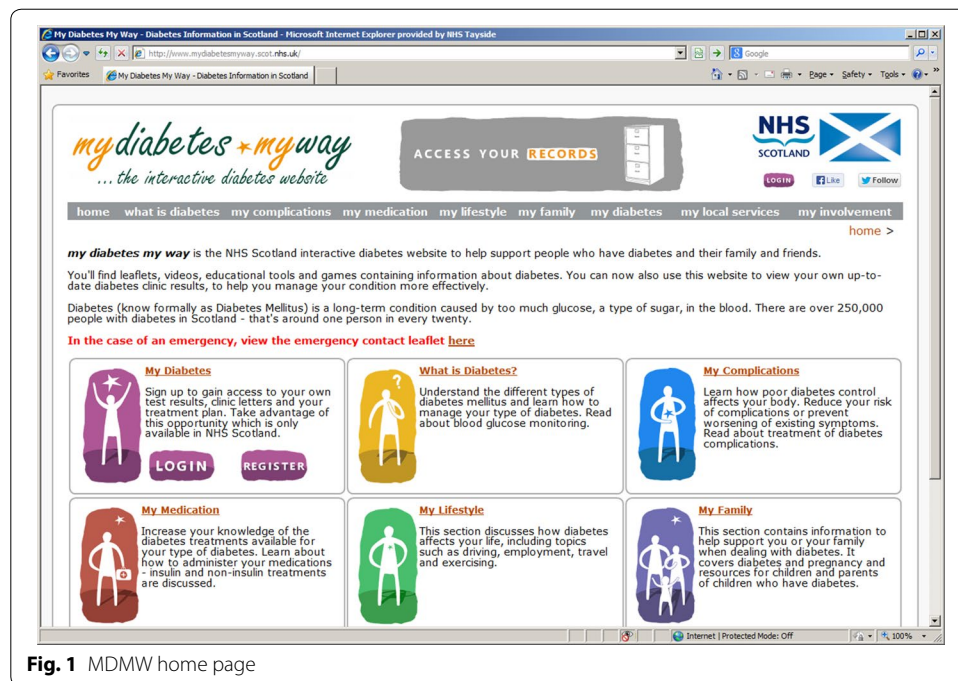 My Diabetes My Way - Diabetes Information in Scotland - Microsoft Internet Explorer provided by NHS Tayside
http://www.mydiabetesmyway.scot.nhs.uk/
Google
Favorites
My Diabetes My Way - Diabetes Information in Scotland
Page
Safety
Tools
mydiabetes myway
... the interactive diabetes website
ACCESS YOUR RECORDS
NHS
SCOTLAND
LOGIN
Like
Follow
home what is diabetes my complications my medication my lifestyle my family my diabetes my local services my involvement
home >
my diabetes my way is the NHS Scotland interactive diabetes website to help support people who have diabetes and their family and friends.
You'll find leaflets, videos, educational tools and games containing information about diabetes. You can now also use this website to view your own up-to-
date diabetes clinic results, to help you manage your condition more effectively.
Diabetes (know formally as Diabetes Mellitus) is a long-term condition caused by too much glucose, a type of sugar, in the blood. There are over 250,000
people with diabetes in Scotland - that's around one person in every twenty.
In the case of an emergency, view the emergency contact leaflet here
My Diabetes
Sign up to gain access to your own
test results, clinic letters and your
treatment plan. Take advantage of
this opportunity which is only
available in NHS Scotland.
LOGIN
REGISTER
What is Diabetes?
Understand the different types of
diabetes mellitus and learn how to
manage your type of diabetes. Read
about blood glucose monitoring.
My Complications
Learn how poor diabetes control
affects your body. Reduce your risk
of complications or prevent
worsening of existing symptoms.
Read about treatment of diabetes
complications.
My Medication
Increase your knowledge of the
diabetes treatments available for
your type of diabetes. Learn about
how to administer your medications
- insulin and non-insulin treatments
are discussed.
My Lifestyle
This section discusses how diabetes
affects your life, including topics
such as driving, employment, travel
and exercising.
My Family
This section contains information to
help support you or your family
when dealing with diabetes. It
covers diabetes and pregnancy and
resources for children and parents
of children who have diabetes.
Internet | Protected Mode: Off
100%
Fig. 1 MDMW home page